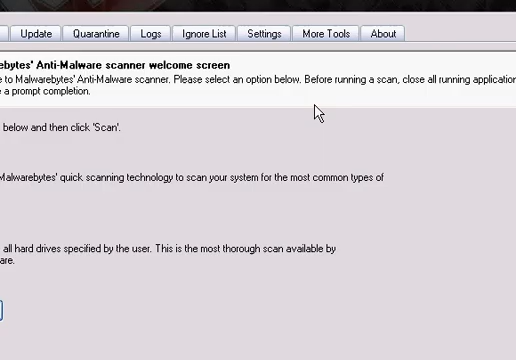 Update Quarantine Logs Ignore List Settings More Tools About
ebytes' Anti-Malware scanner welcome screen
e to Malwarebytes' Anti-Malware scanner. Please select an option below. Before running a scan, close all running application
e a prompt completion.
below and then click 'Scan'.
Malwarebytes' quick scanning technology to scan your system for the most common types of
all hard drives specified by the user. This is the most thorough scan available by
are.